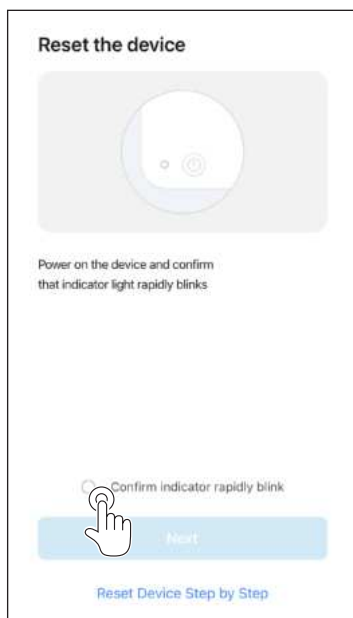 Reset the device
Power on the device and confirm
that indicator light rapidly blinks
Confirm indicator rapidly blink
Next
Reset Device Step by Step